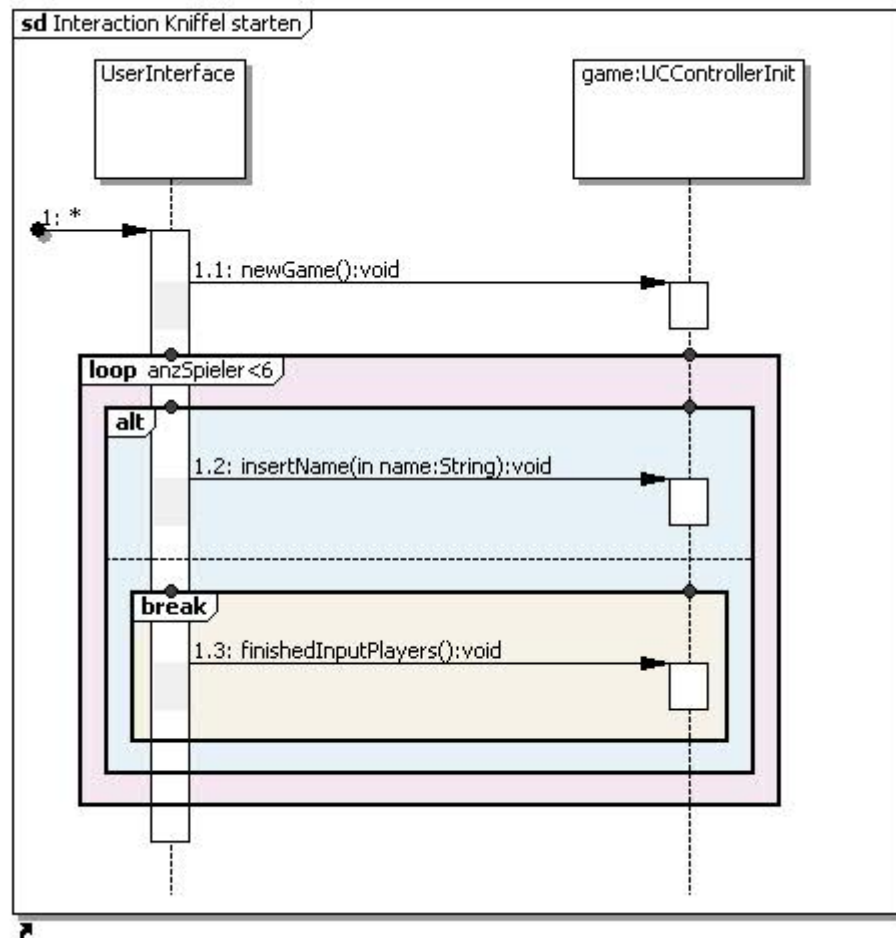 sd Interaction Kniffel starten
UserInterface
game:UCControllerInit
1: *
1.1: newGame():void
loop anzSpieler<6
alt
1.2: insertName(in name:String):void
break
1.3: finishedInputPlayers():void